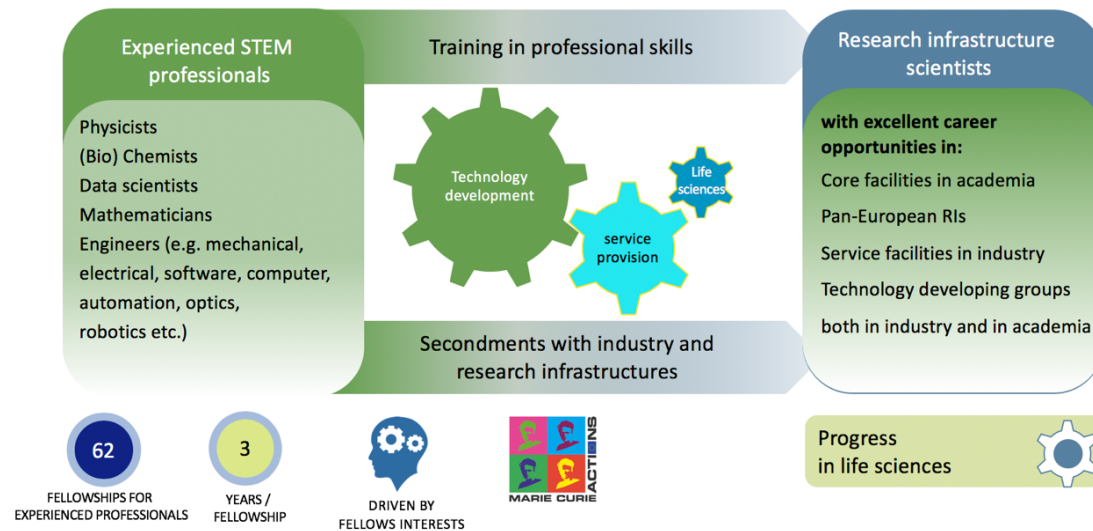 Experienced STEM
professionals
Physicists
(Bio) Chemists
Data scientists
Mathematicians
Engineers (e.g. mechanical,
electrical, software, computer,
automation, optics,
robotics etc.)
Training in professional skills
Technology
development
service
provision
Life
sciences
Secondments with industry and
research infrastructures
Research infrastructure
scientists
with excellent career
opportunities in:
Core facilities in academia
Pan-European RIs
Service facilities in industry
Technology developing groups
both in industry and in academia
62
FELLOWSHIPS FOR
EXPERIENCED PROFESSIONALS
3
YEARS /
FELLOWSHIP
DRIVEN BY
FELLOWS INTERESTS
MARIE CURIE
ACTIONS
Progress
in life sciences